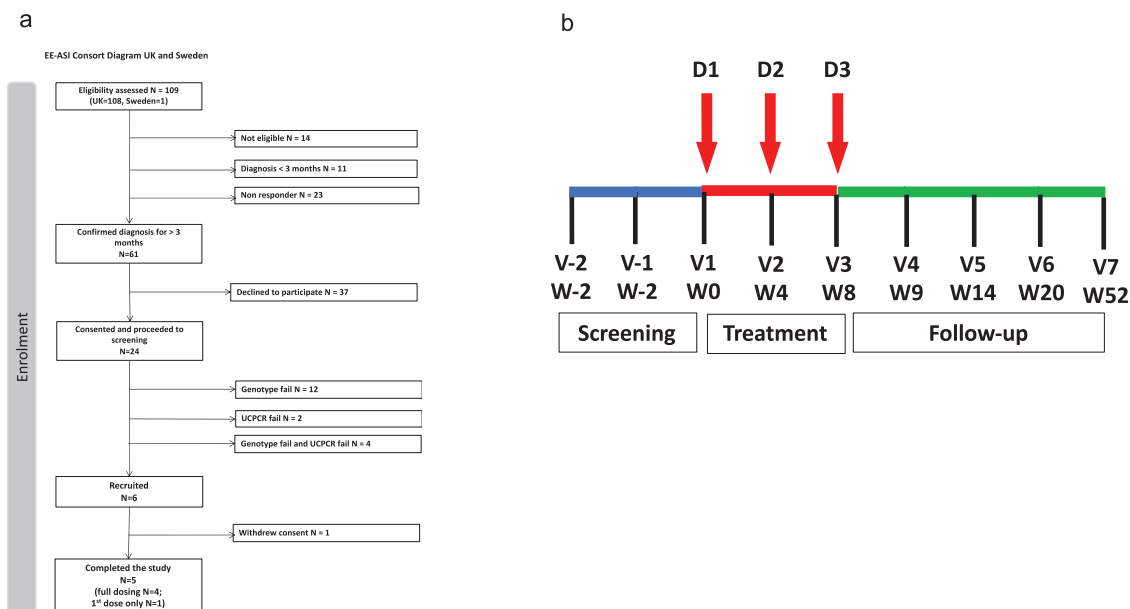 a
EE-ASI Consort Diagram UK and Sweden
Enrolment
Eligibility assessed N = 109
(UK=108, Sweden=1)
Not eligible N = 14
Diagnosis < 3 months N = 11
Non responder N = 23
Confirmed diagnosis for > 3
months
N=61
Declined to participate N = 37
Consented and proceeded to
screening
N=24
Genotype fail N = 12
UCPCR fail N = 2
Genotype fail and UCPCR fail N = 4
Recruited
N=6
Withdrew consent N = 1
Completed the study
N=5
(full dosing N=4;
1st dose only N=1)
b
D1 D2 D3
V-2 V-1 V1 V2 V3 V4 V5 V6 V7
W-2 W-2 W0 W4 W8 W9 W14 W20 W52
Screening Treatment Follow-up